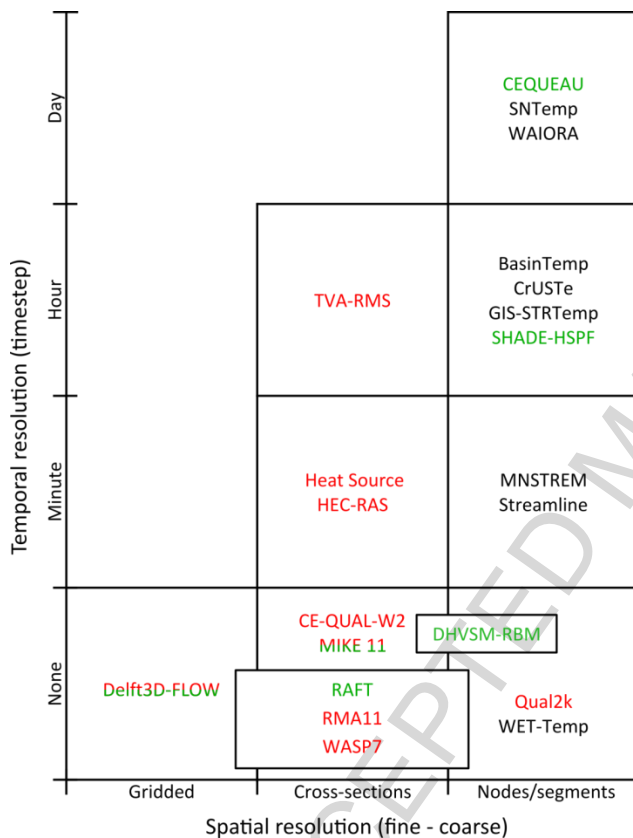 Day
CEQUEAU
SNTemp
WAIORA
Temporal resolution (timestep)
Hour
TVA-RMS
BasinTemp
CrUSTe
GIS-STRTemp
SHADE-HSPF
Minute
Heat Source
HEC-RAS
MNSTREM
Streamline
None
CE-QUAL-W2
MIKE 11
DHVSM-RBM
Delft3D-FLOW
RAFT
RMA11
WASP7
Qual2k
WET-Temp
Gridded
Cross-sections
Nodes/segments
Spatial resolution (fine - coarse)
CEPTED M